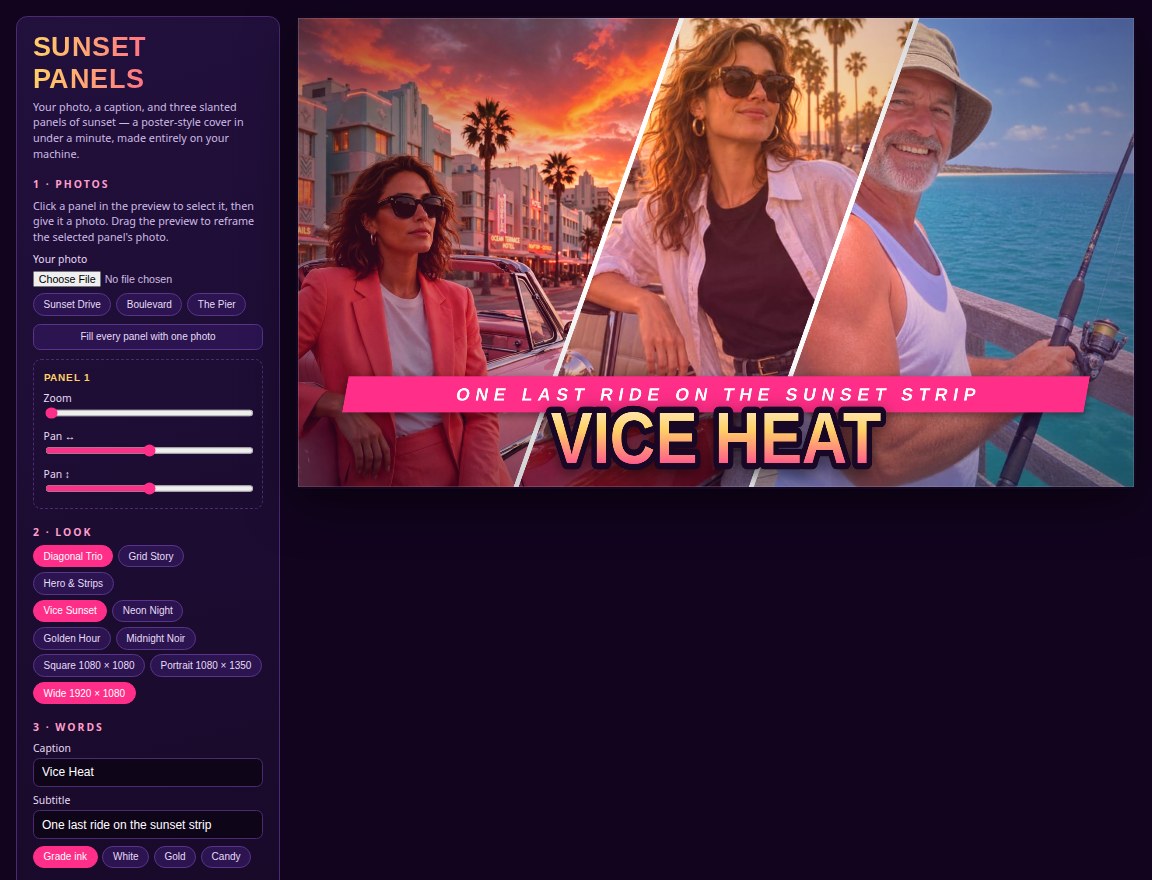 SUNSET
PANELS
Your photo, a caption, and three slanted
panels of sunset — a poster-style cover in
under a minute, made entirely on your
machine.
1 · PHOTOS
Click a panel in the preview to select it, then
give it a photo. Drag the preview to reframe
the selected panel's photo.
Your photo
Choose File No file chosen
Sunset Drive Boulevard The Pier
Fill every panel with one photo
PANEL 1
Zoom
Pan ↔
Pan ↕
2 · LOOK
Diagonal Trio Grid Story
Hero & Strips
Vice Sunset Neon Night
Golden Hour Midnight Noir
Square 1080 × 1080 Portrait 1080 × 1350
Wide 1920 × 1080
3 · WORDS
Caption
Vice Heat
Subtitle
One last ride on the sunset strip
Grade ink White Gold Candy
HOTEL
ONE LAST RIDE ON THE SUNSET STRIP
VICE HEAT